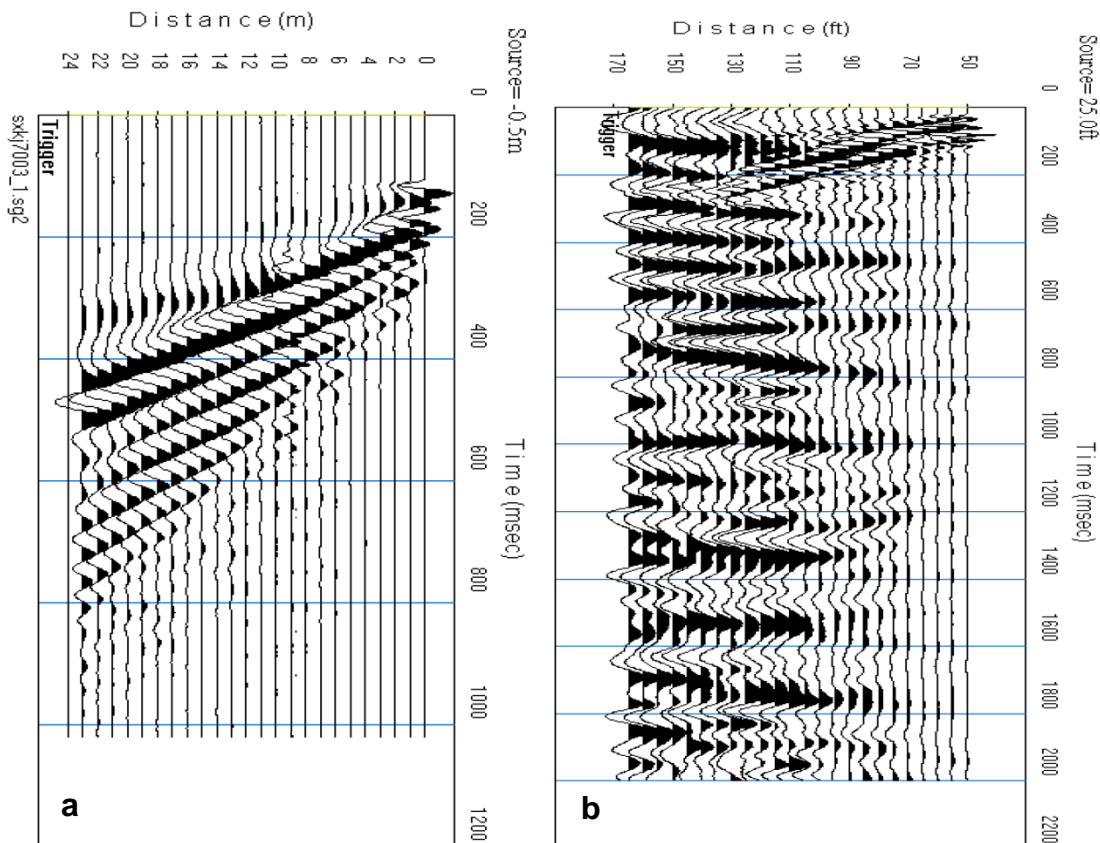 Distance (m)
24 22 20 18 16 14 12 10 8 6 4 2 0
Source= -0.5m
0
200
400
600
800
1000
1200
Time (msec)
Trigger
sxkj7003_1.sg2
a
Distance (ft)
170 150 130 110 90 70 50
Source= 25.0ft
0
200
400
600
800
1000
1200
1400
1600
1800
2000
2200
Time (msec)
Trigger
b